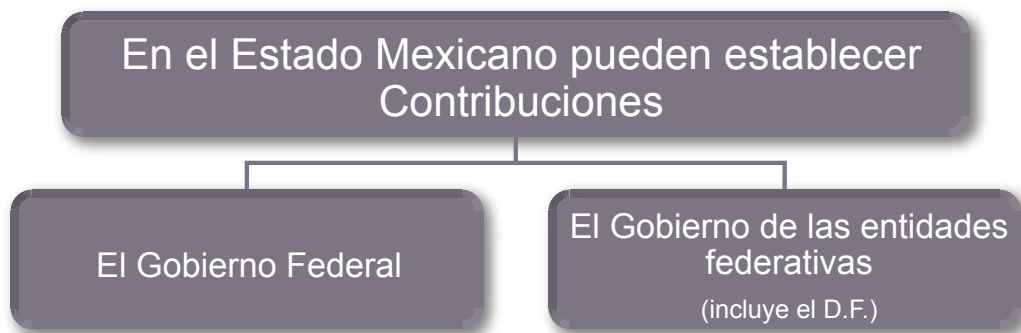 En el Estado Mexicano pueden establecer
Contribuciones
El Gobierno Federal
El Gobierno de las entidades
federativas
(incluye el D.F.)